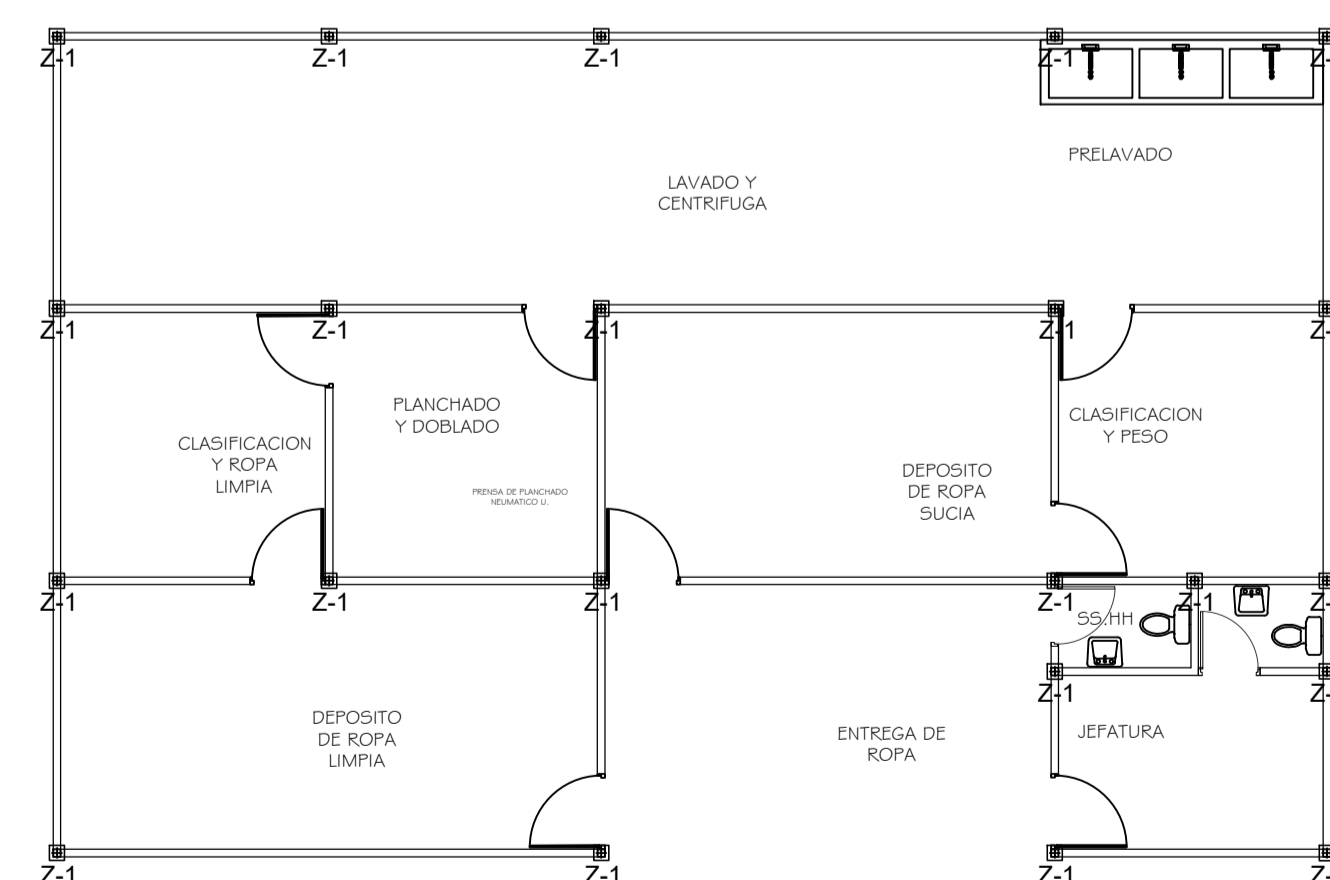 Z-1
Z-1
Z-1
Z-1
Z-
PRELAVADO
LAVADO Y
CENTRIFUGA
Z-1
Z-1
Z-1
Z-1
Z-
PLANCHADO
Y DOBLADO
CLASIFICACION
Y PESO
CLASIFICACION
Y ROPA
LIMPIA
DEPOSITO
DE ROPA
SUCIA
PRENSA DE PLANCHADO
NEUMATICO U.
Z-1
Z-1
Z-1
Z-1
Z-1
Z-
SS.HH
Z-1
Z-
DEPOSITO
DE ROPA
LIMPIA
ENTREGA DE
ROPA
JEFATURA
Z-1
Z-1
Z-1
Z-